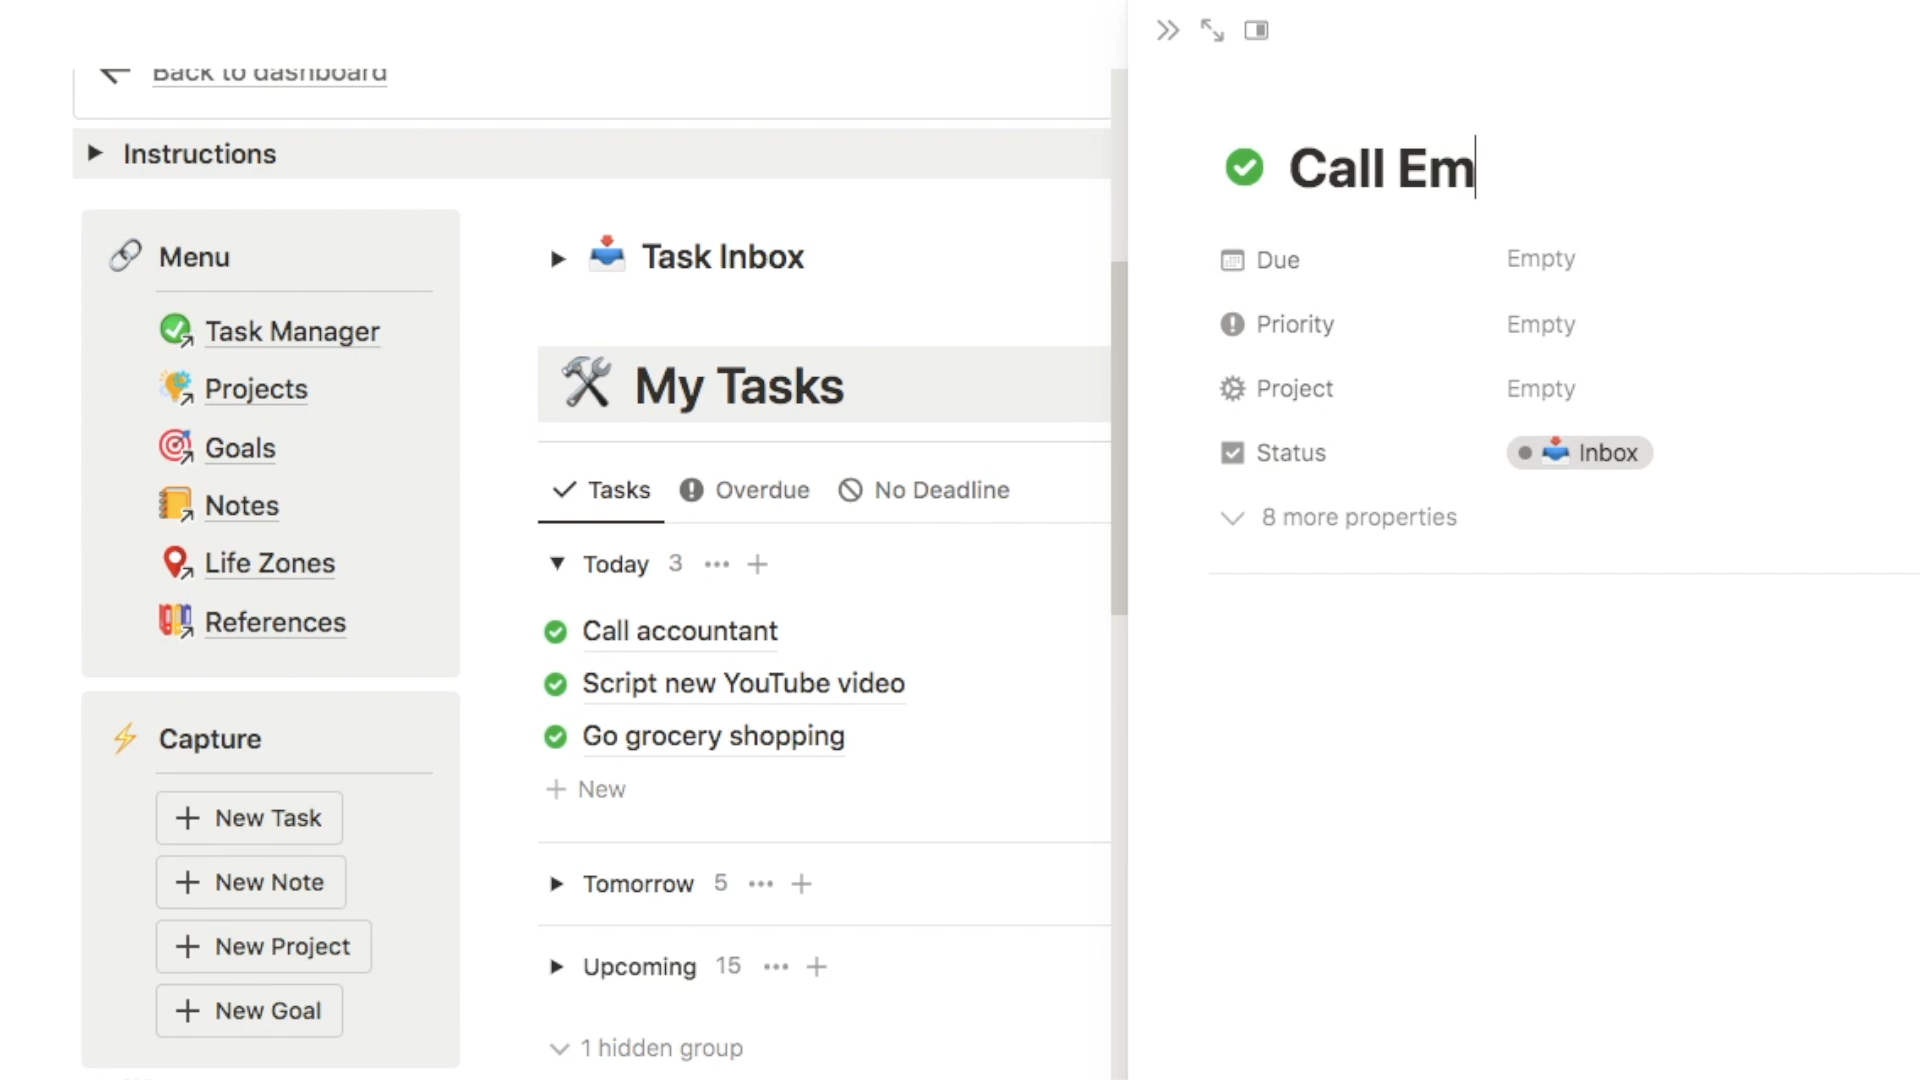 Back to dashboard
Instructions
Menu
Task Manager
Projects
Goals
Notes
Life Zones
References
Capture
+ New Task
+ New Note
+ New Project
+ New Goal
Task Inbox
My Tasks
Tasks Overdue No Deadline
Today 3 ... +
Call accountant
Script new YouTube video
Go grocery shopping
+ New
Tomorrow 5 ... +
Upcoming 15 ... +
1 hidden group
Call Em
Due Empty
Priority Empty
Project Empty
Status Inbox
8 more properties